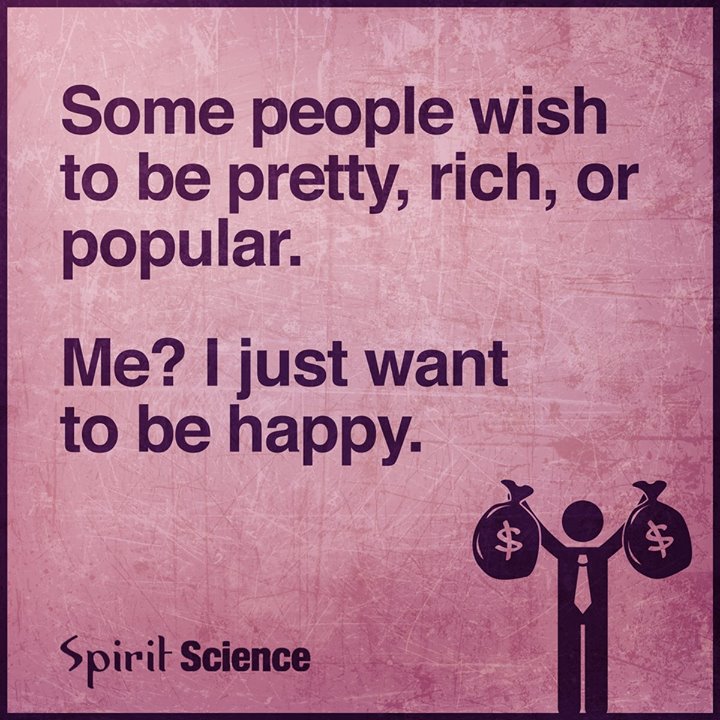 Some people wish
to be pretty, rich, or
popular.
Me? I just want
to be happy.
$ $
Spirit Science